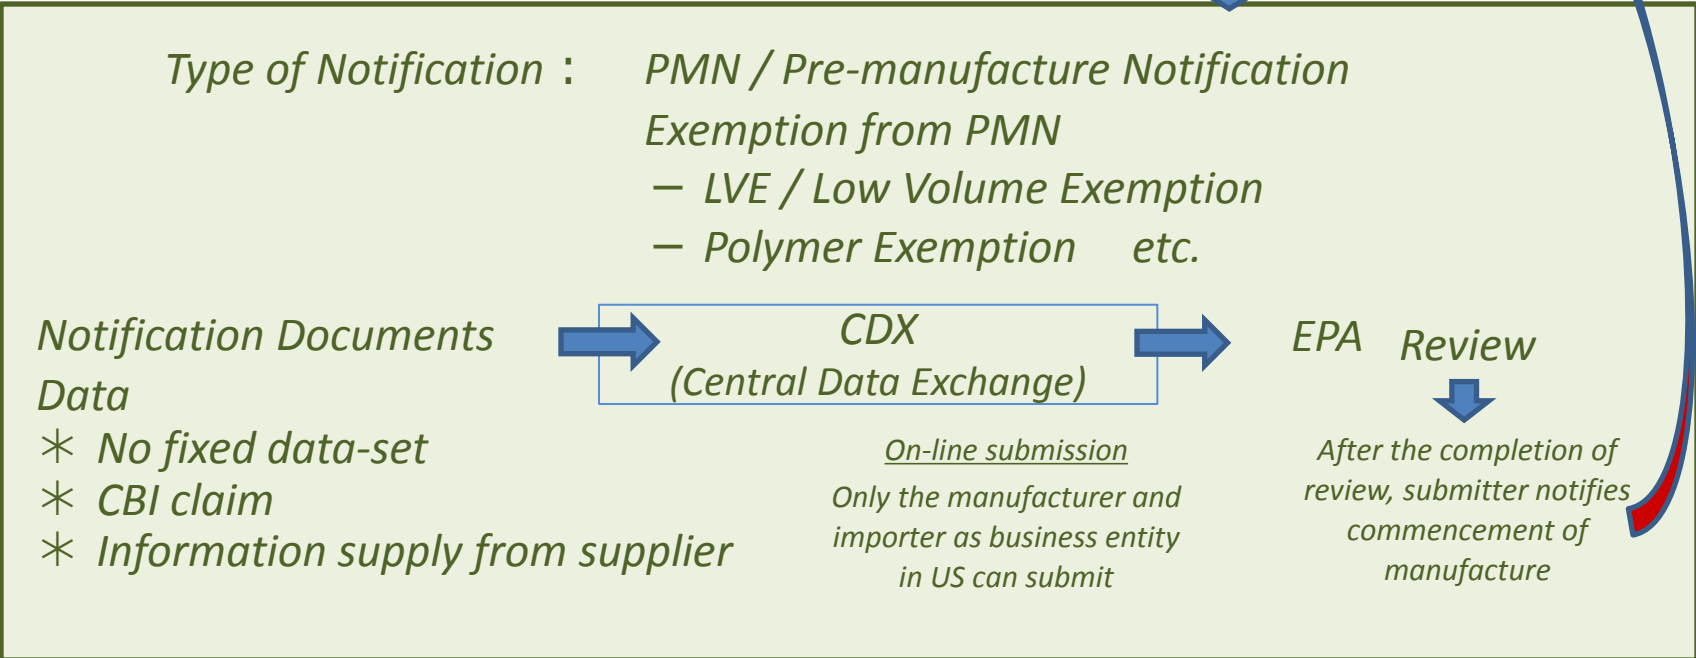 Type of Notification： PMN / Pre-manufacture Notification
Exemption from PMN
− LVE / Low Volume Exemption
− Polymer Exemption etc.
Notification Documents
Data
＊ No fixed data-set
＊ CBI claim
＊ Information supply from supplier
CDX
(Central Data Exchange)
On-line submission
Only the manufacturer and
importer as business entity
in US can submit
EPA Review
After the completion of
review, submitter notifies
commencement of
manufacture